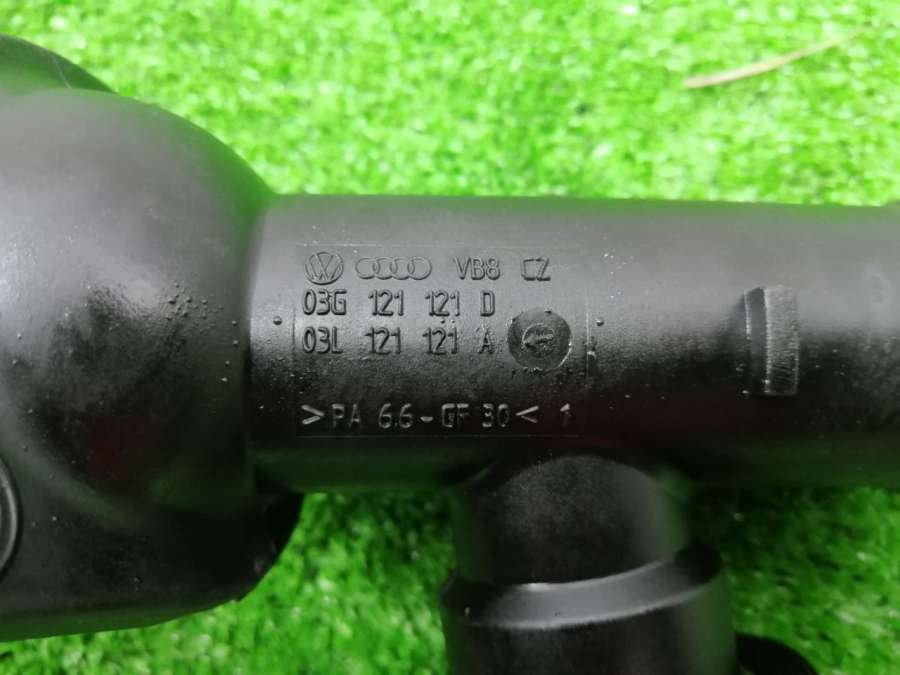 VB8 CZ
03G 121 121 D
03L 121 121 A
>PA 6.6-GF 30< 1